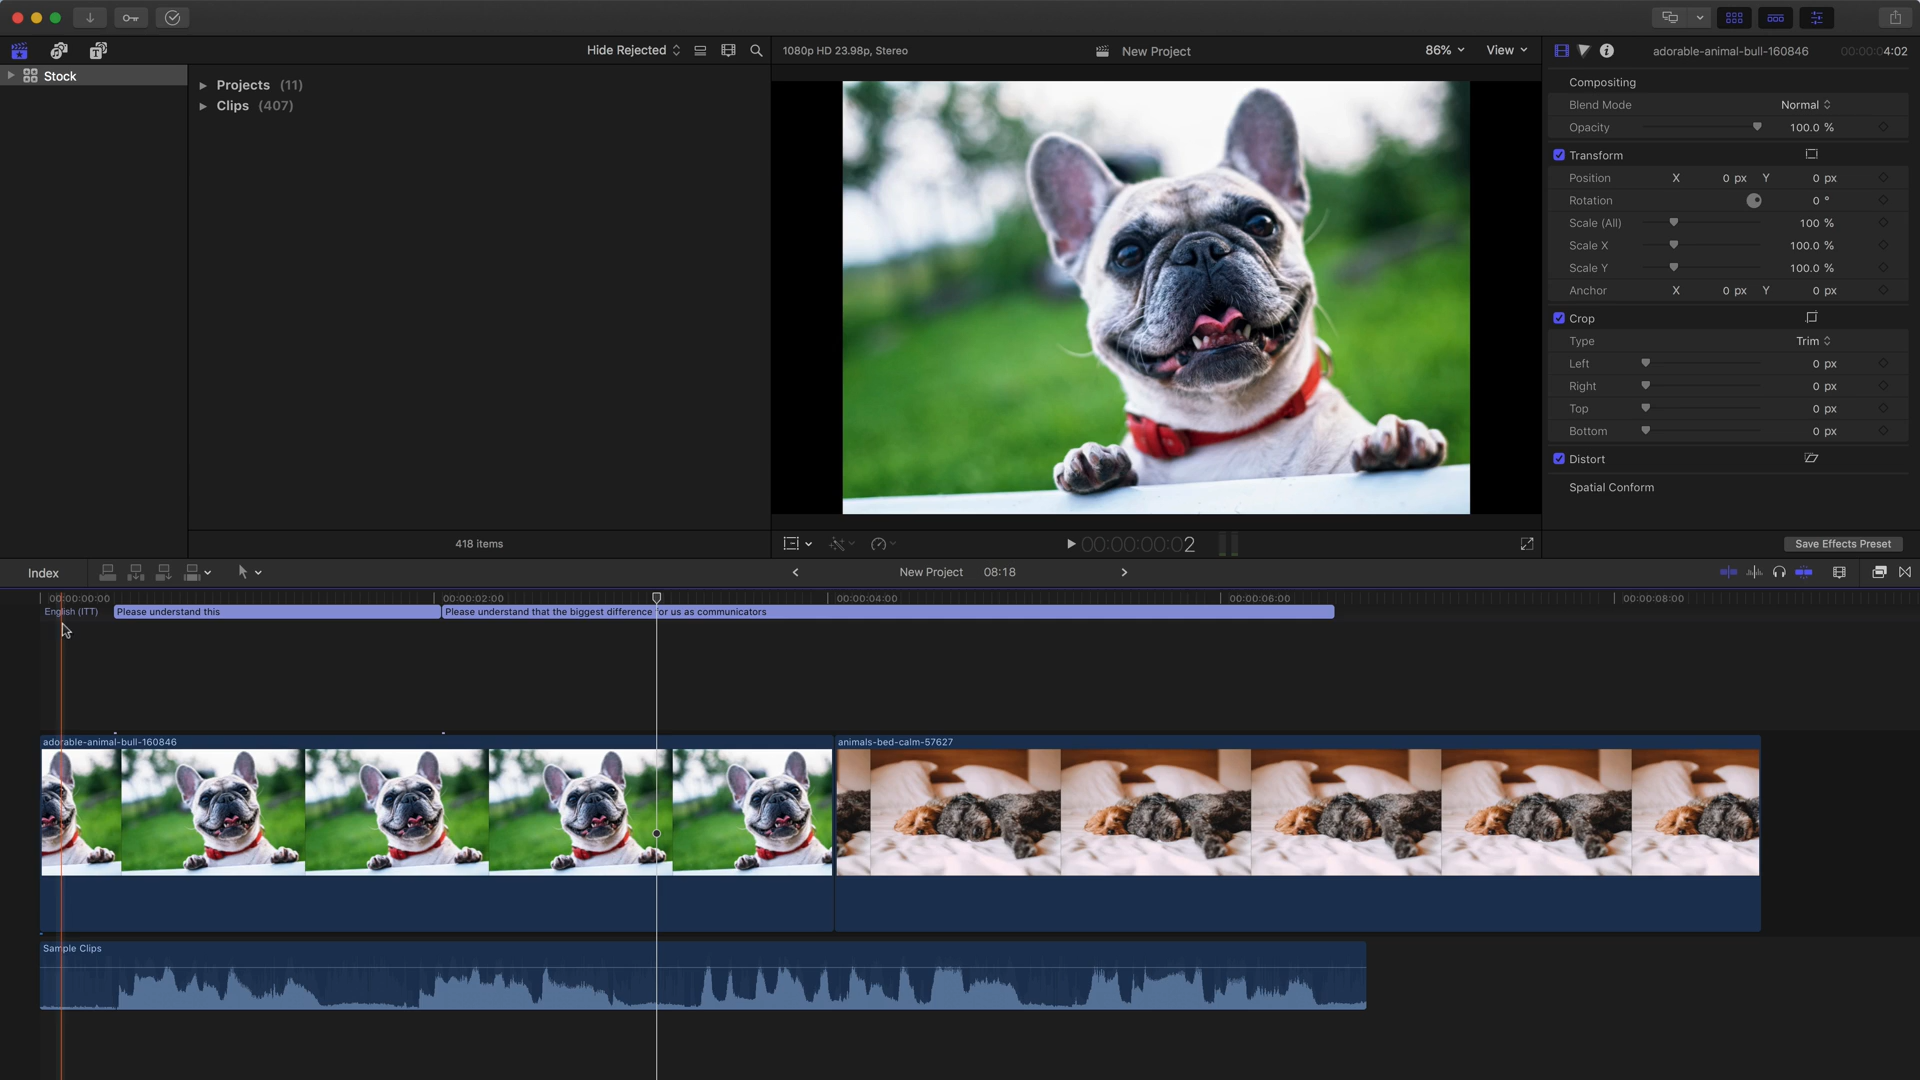 Hide Rejected
1080p HD 23.98p, Stereo
New Project
86%
View
adorable-animal-bull-160846
00:00:04:02
Stock
Projects (11)
Clips (407)
418 items
Compositing
Blend Mode Normal
Opacity 100.0 %
Transform
Position X 0 px Y 0 px
Rotation 0 °
Scale (All) 100 %
Scale X 100.0 %
Scale Y 100.0 %
Anchor X 0 px Y 0 px
Crop
Type Trim
Left 0 px
Right 0 px
Top 0 px
Bottom 0 px
Distort
Spatial Conform
Save Effects Preset
00:00:00:02
Index
New Project 08:18
00:00:00:00
00:00:02:00
00:00:04:00
00:00:06:00
00:00:08:00
English (ITT)
Please understand this
Please understand that the biggest difference for us as communicators
adorable-animal-bull-160846
animals-bed-calm-57627
Sample Clips